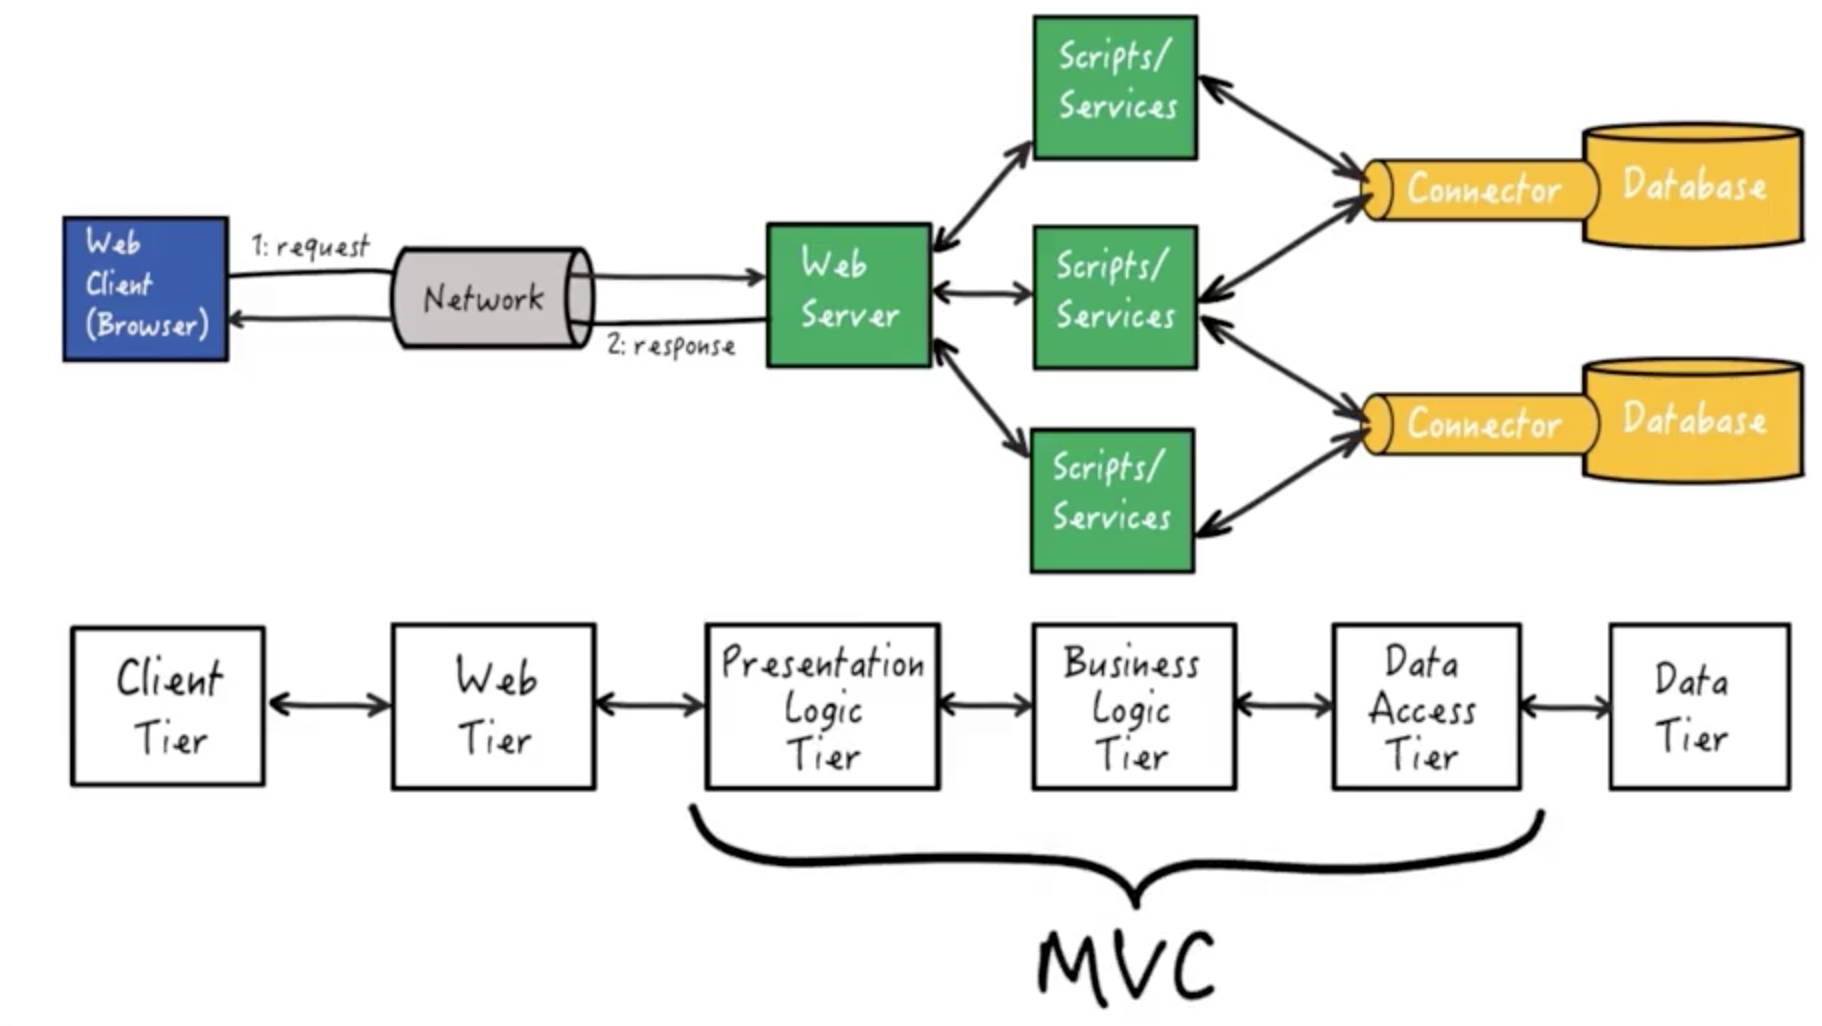 Scripts/
Services
Web
Client
(Browser)
1: request
Network
2: response
Web
Server
Scripts/
Services
Scripts/
Services
Connector
Database
Connector
Database
Client
Tier
Web
Tier
Presentation
Logic
Tier
Business
Logic
Tier
Data
Access
Tier
Data
Tier
MVC